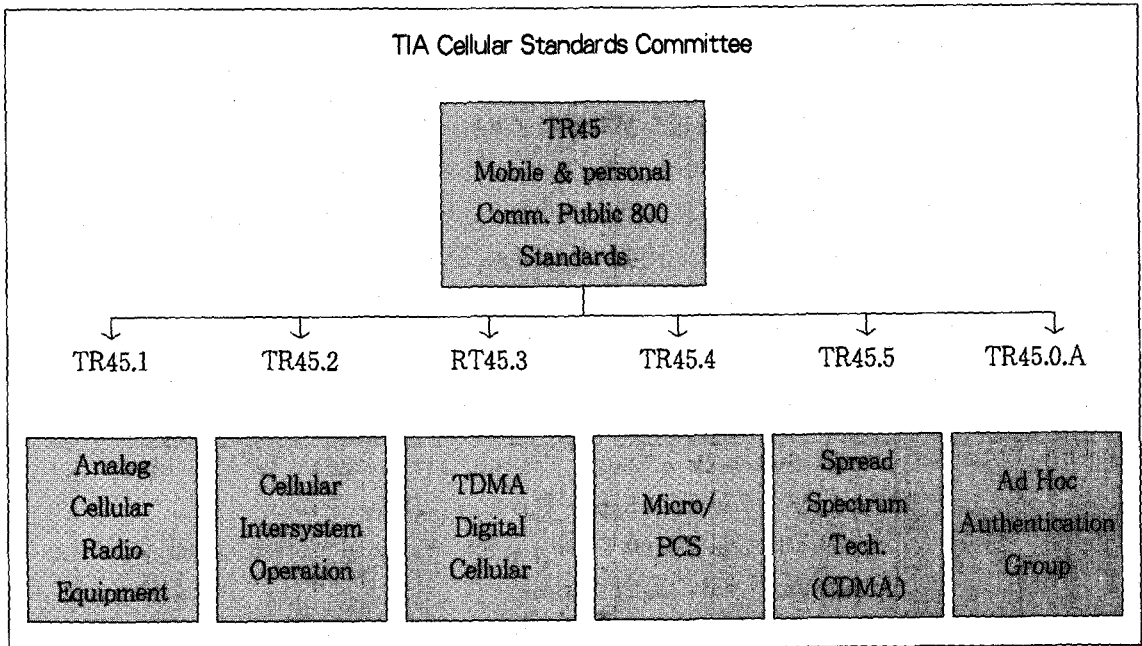 TIA Cellular Standards Committee
TR45
Mobile & personal
Comm. Public 800
Standards
TR45.1
TR45.2
RT45.3
TR45.4
TR45.5
TR45.0.A
Analog
Cellular
Radio
Equipment
Cellular
Intersystem
Operation
TDMA
Digital
Cellular
Micro/
PCS
Spread
Spectrum
Tech.
(CDMA)
Ad Hoc
Authentication
Group